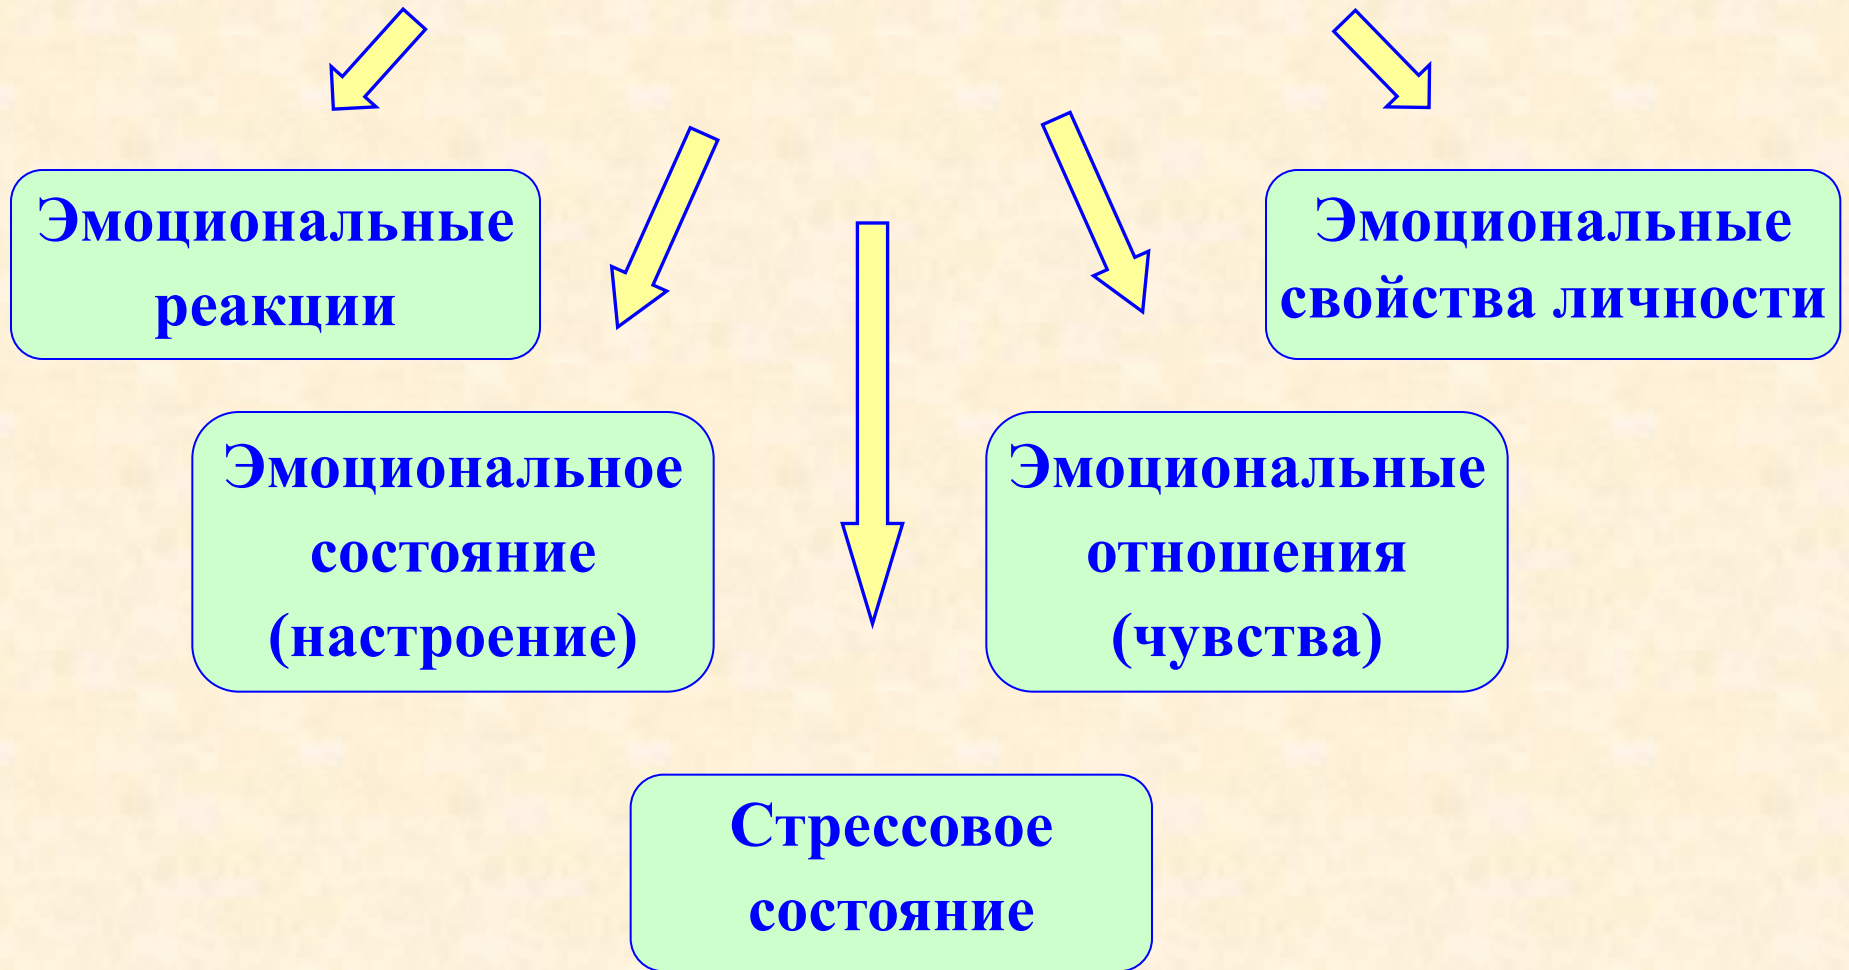 Эмоциональные
реакции
Эмоциональные
свойства личности
Эмоциональное
состояние
(настроение)
Эмоциональные
отношения
(чувства)
Стрессовое
состояние